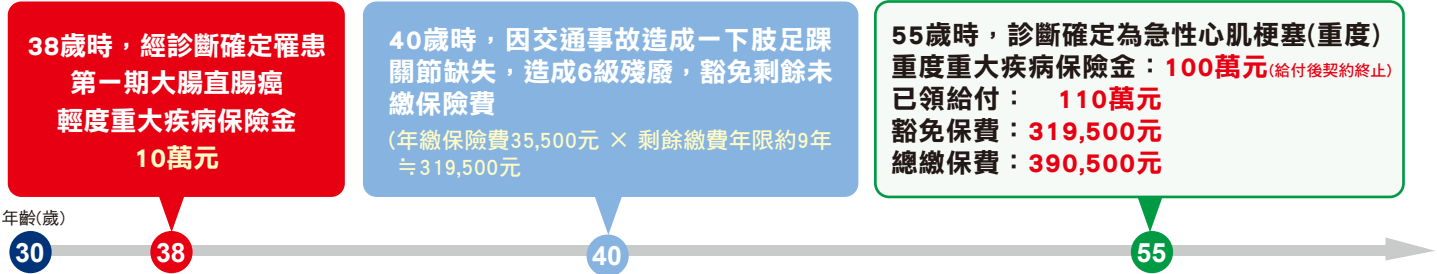 38歲時，經診斷確定罹患
第一期大腸直腸癌
輕度重大疾病保險金
10萬元
40歲時，因交通事故造成一下肢足踝
關節缺失，造成6級殘廢，豁免剩餘未
繳保險費
(年繳保險費35,500元 × 剩餘繳費年限約9年
≒319,500元
55歲時，診斷確定為急性心肌梗塞(重度)
重度重大疾病保險金：100萬元(給付後契約終止)
已領給付： 110萬元
豁免保費：319,500元
總繳保費：390,500元
年齡(歲)
30
38
40
55